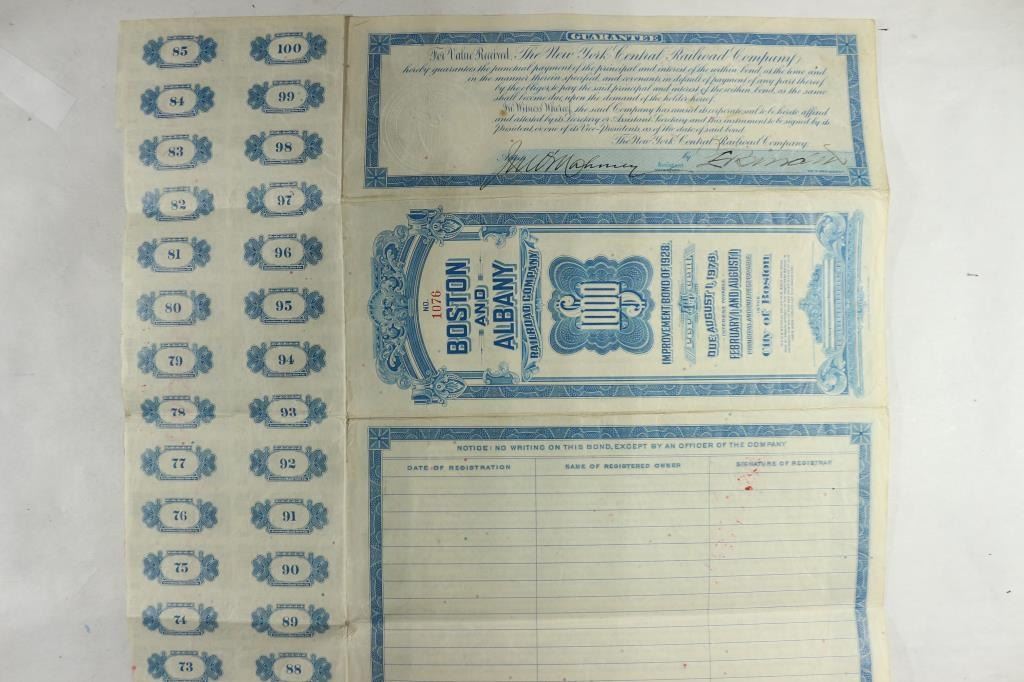 85 100
84 99
83 98
82 97
81 96
80 95
79 94
78 93
77 92
76 91
75 90
74 89
73 88
GUARANTEE
For Value Received, The New York Central Railroad Company,
hereby guarantees the punctual payment of the principal and interest of the within bond, at the time and
in the manner therein specified, and covenants in default of payment of any part thereof
by the obligor, to pay the said principal and interest of the within bond, as the same
shall become due, upon the demand of the holder hereof.
In Witness Whereof, the said Company has caused its corporate seal to be hereto affixed
and attested by its Secretary or Assistant Secretary and this instrument to be signed by its
President, or one of its Vice-Presidents, as of the date of said bond.
The New York Central Railroad Company,
by
NO.
1076
BOSTON
AND
ALBANY
RAILROAD COMPANY
$1000
IMPROVEMENT BOND OF 1928.
DUE AUGUST 1, 1978.
INTEREST PAYABLE
FEBRUARY 1 AND AUGUST 1
PRINCIPAL AND INTEREST PAYABLE
IN THE
City of Boston
NOTICE: NO WRITING ON THIS BOND, EXCEPT BY AN OFFICER OF THE COMPANY
DATE OF REGISTRATION NAME OF REGISTERED OWNER SIGNATURE OF REGISTRAR